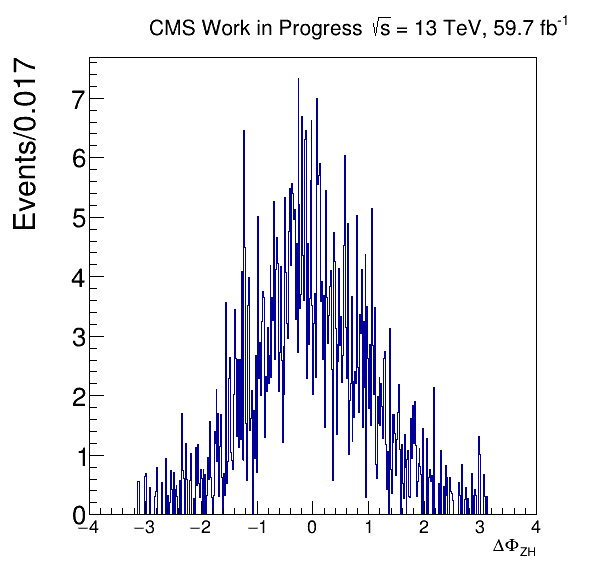 CMS Work in Progress √s = 13 TeV, 59.7 fb⁻¹
Events/0.017
7
6
5
4
3
2
1
0
−4 −3 −2 −1 0 1 2 3 4
ΔΦZH